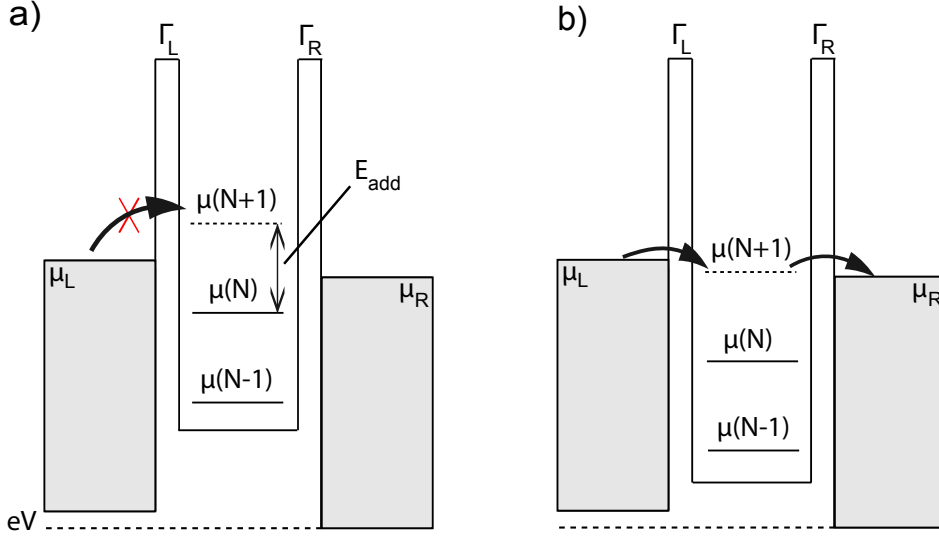 a)
Γ_L Γ_R
E_add
μ(N+1)
μ_L
μ(N)
μ_R
μ(N-1)
eV
b)
Γ_L Γ_R
μ(N+1)
μ_L
μ_R
μ(N)
μ(N-1)